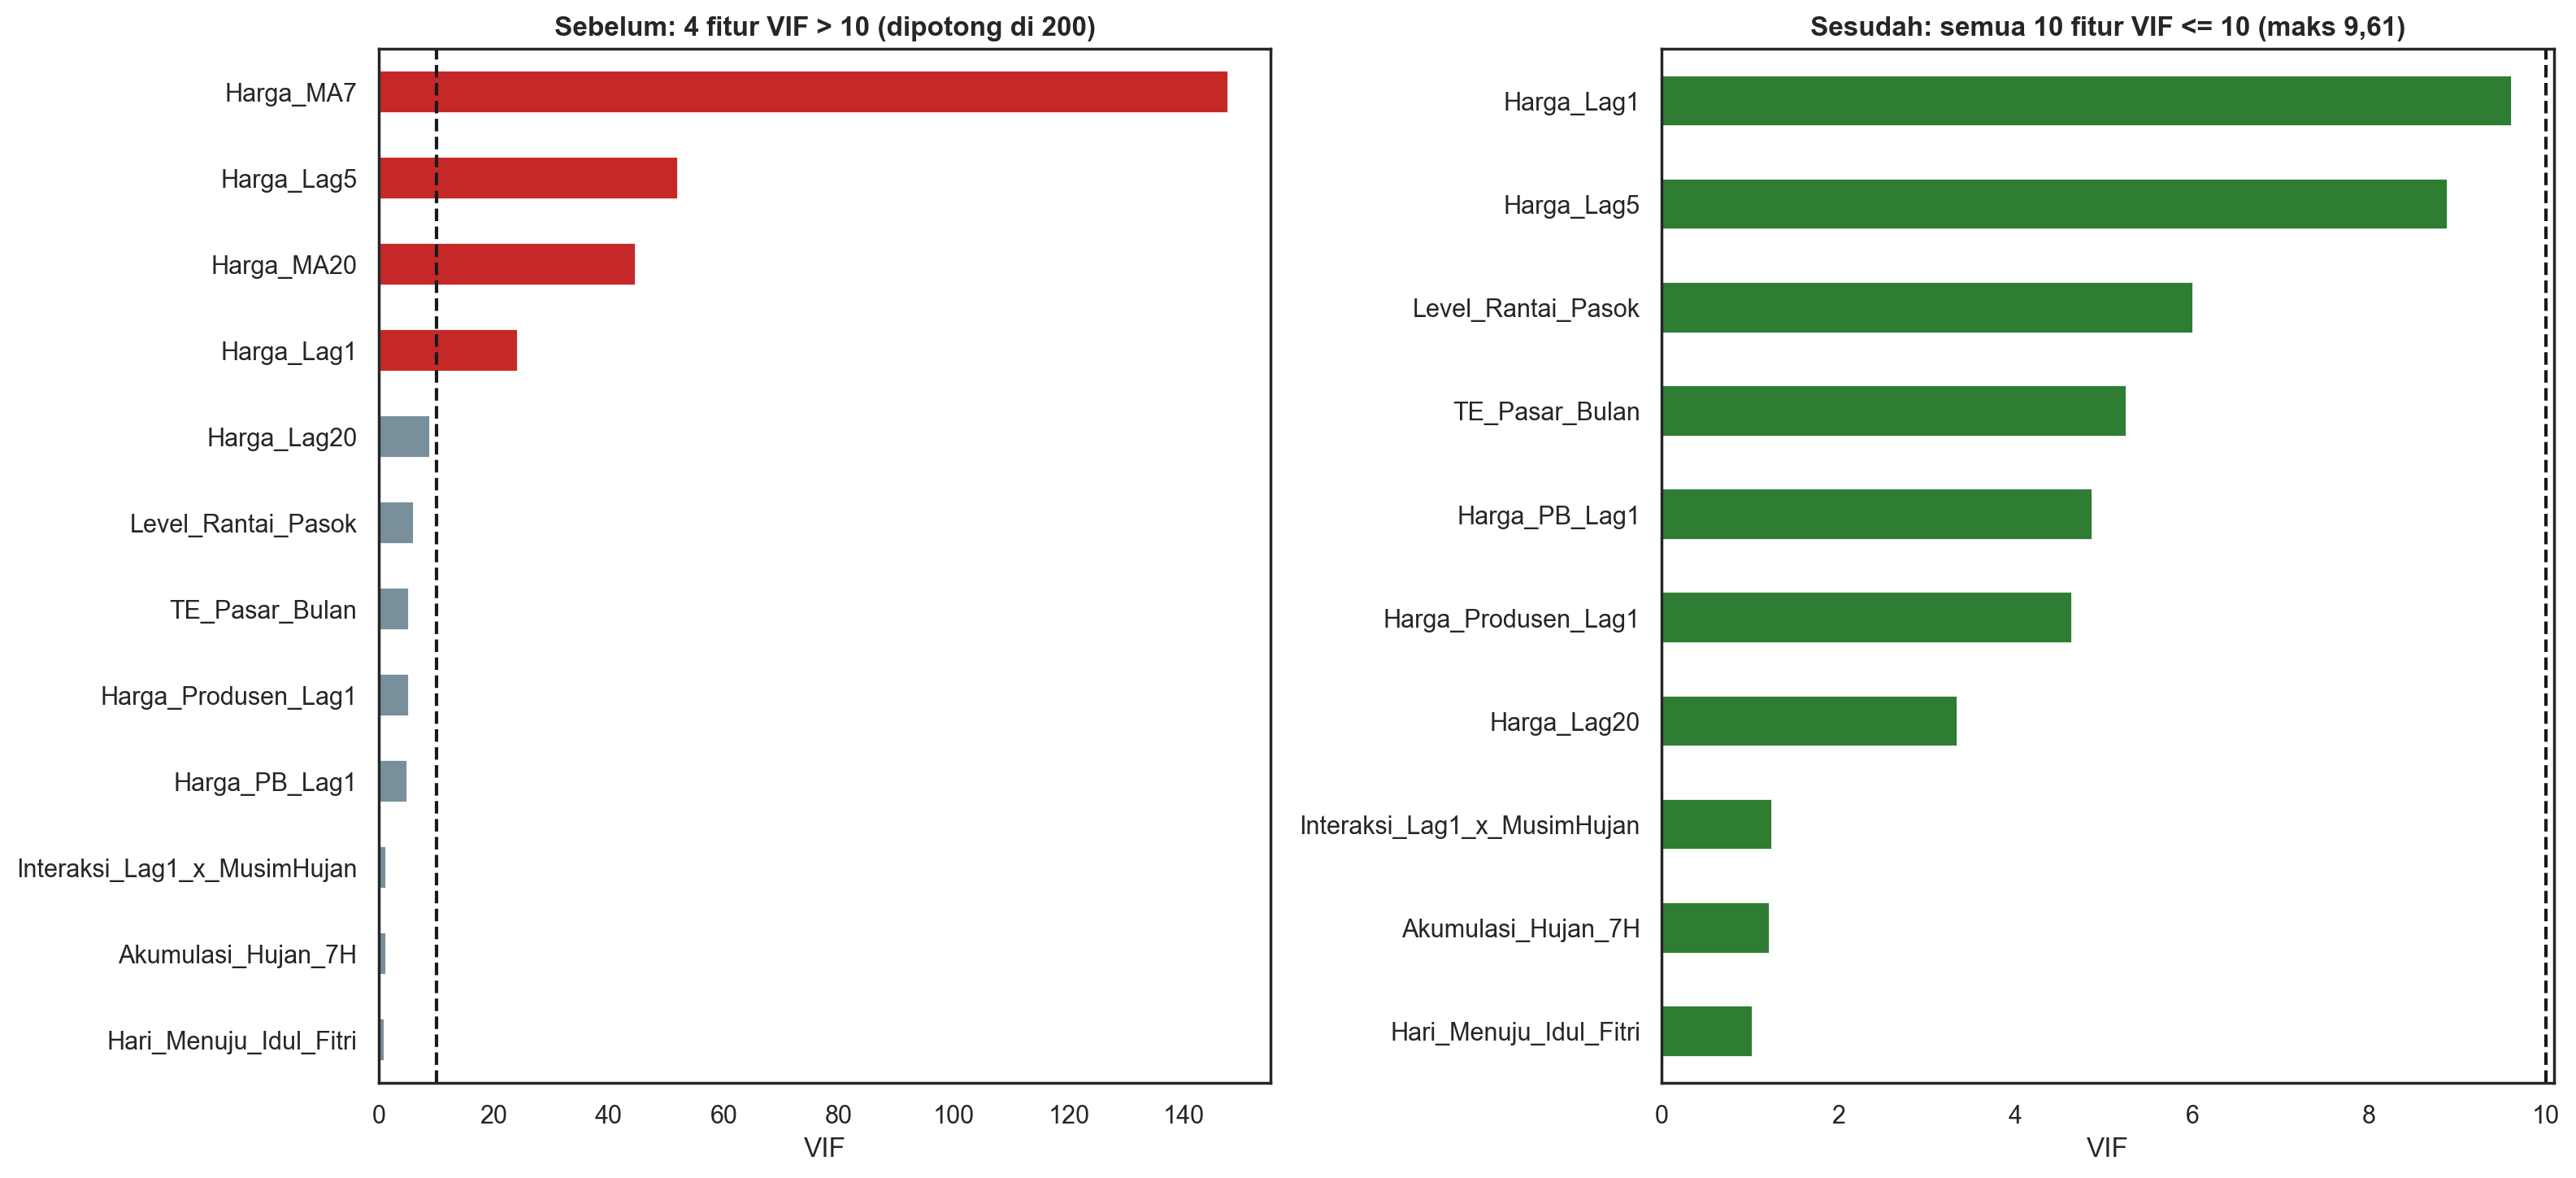 Sebelum: 4 fitur VIF > 10 (dipotong di 200)
Harga_MA7
Harga_Lag5
Harga_MA20
Harga_Lag1
Harga_Lag20
Level_Rantai_Pasok
TE_Pasar_Bulan
Harga_Produsen_Lag1
Harga_PB_Lag1
Interaksi_Lag1_x_MusimHujan
Akumulasi_Hujan_7H
Hari_Menuju_Idul_Fitri
0 20 40 60 80 100 120 140
VIF
Sesudah: semua 10 fitur VIF <= 10 (maks 9,61)
Harga_Lag1
Harga_Lag5
Level_Rantai_Pasok
TE_Pasar_Bulan
Harga_PB_Lag1
Harga_Produsen_Lag1
Harga_Lag20
Interaksi_Lag1_x_MusimHujan
Akumulasi_Hujan_7H
Hari_Menuju_Idul_Fitri
0 2 4 6 8 10
VIF